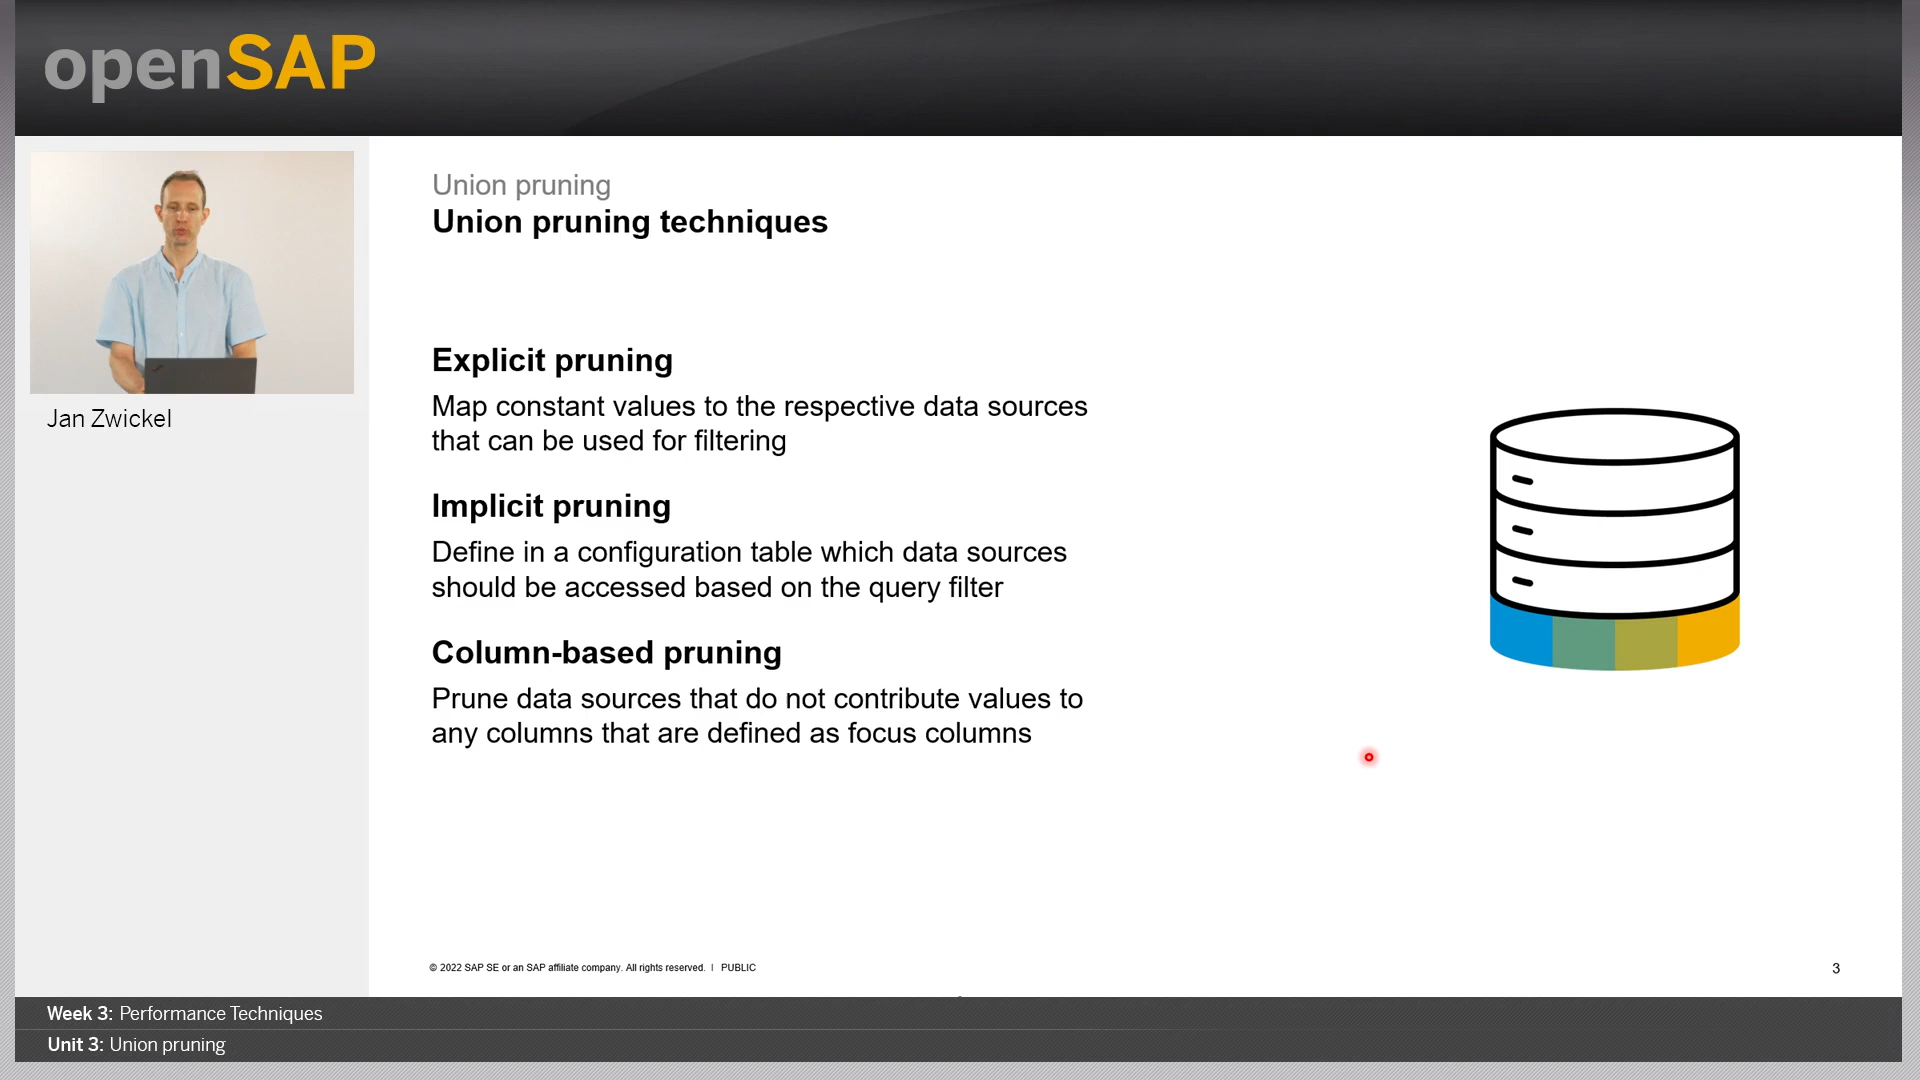 openSAP
Jan Zwickel
Union pruning
Union pruning techniques
Explicit pruning
Map constant values to the respective data sources
that can be used for filtering
Implicit pruning
Define in a configuration table which data sources
should be accessed based on the query filter
Column-based pruning
Prune data sources that do not contribute values to
any columns that are defined as focus columns
© 2022 SAP SE or an SAP affiliate company. All rights reserved. | PUBLIC
3
Week 3: Performance Techniques
Unit 3: Union pruning